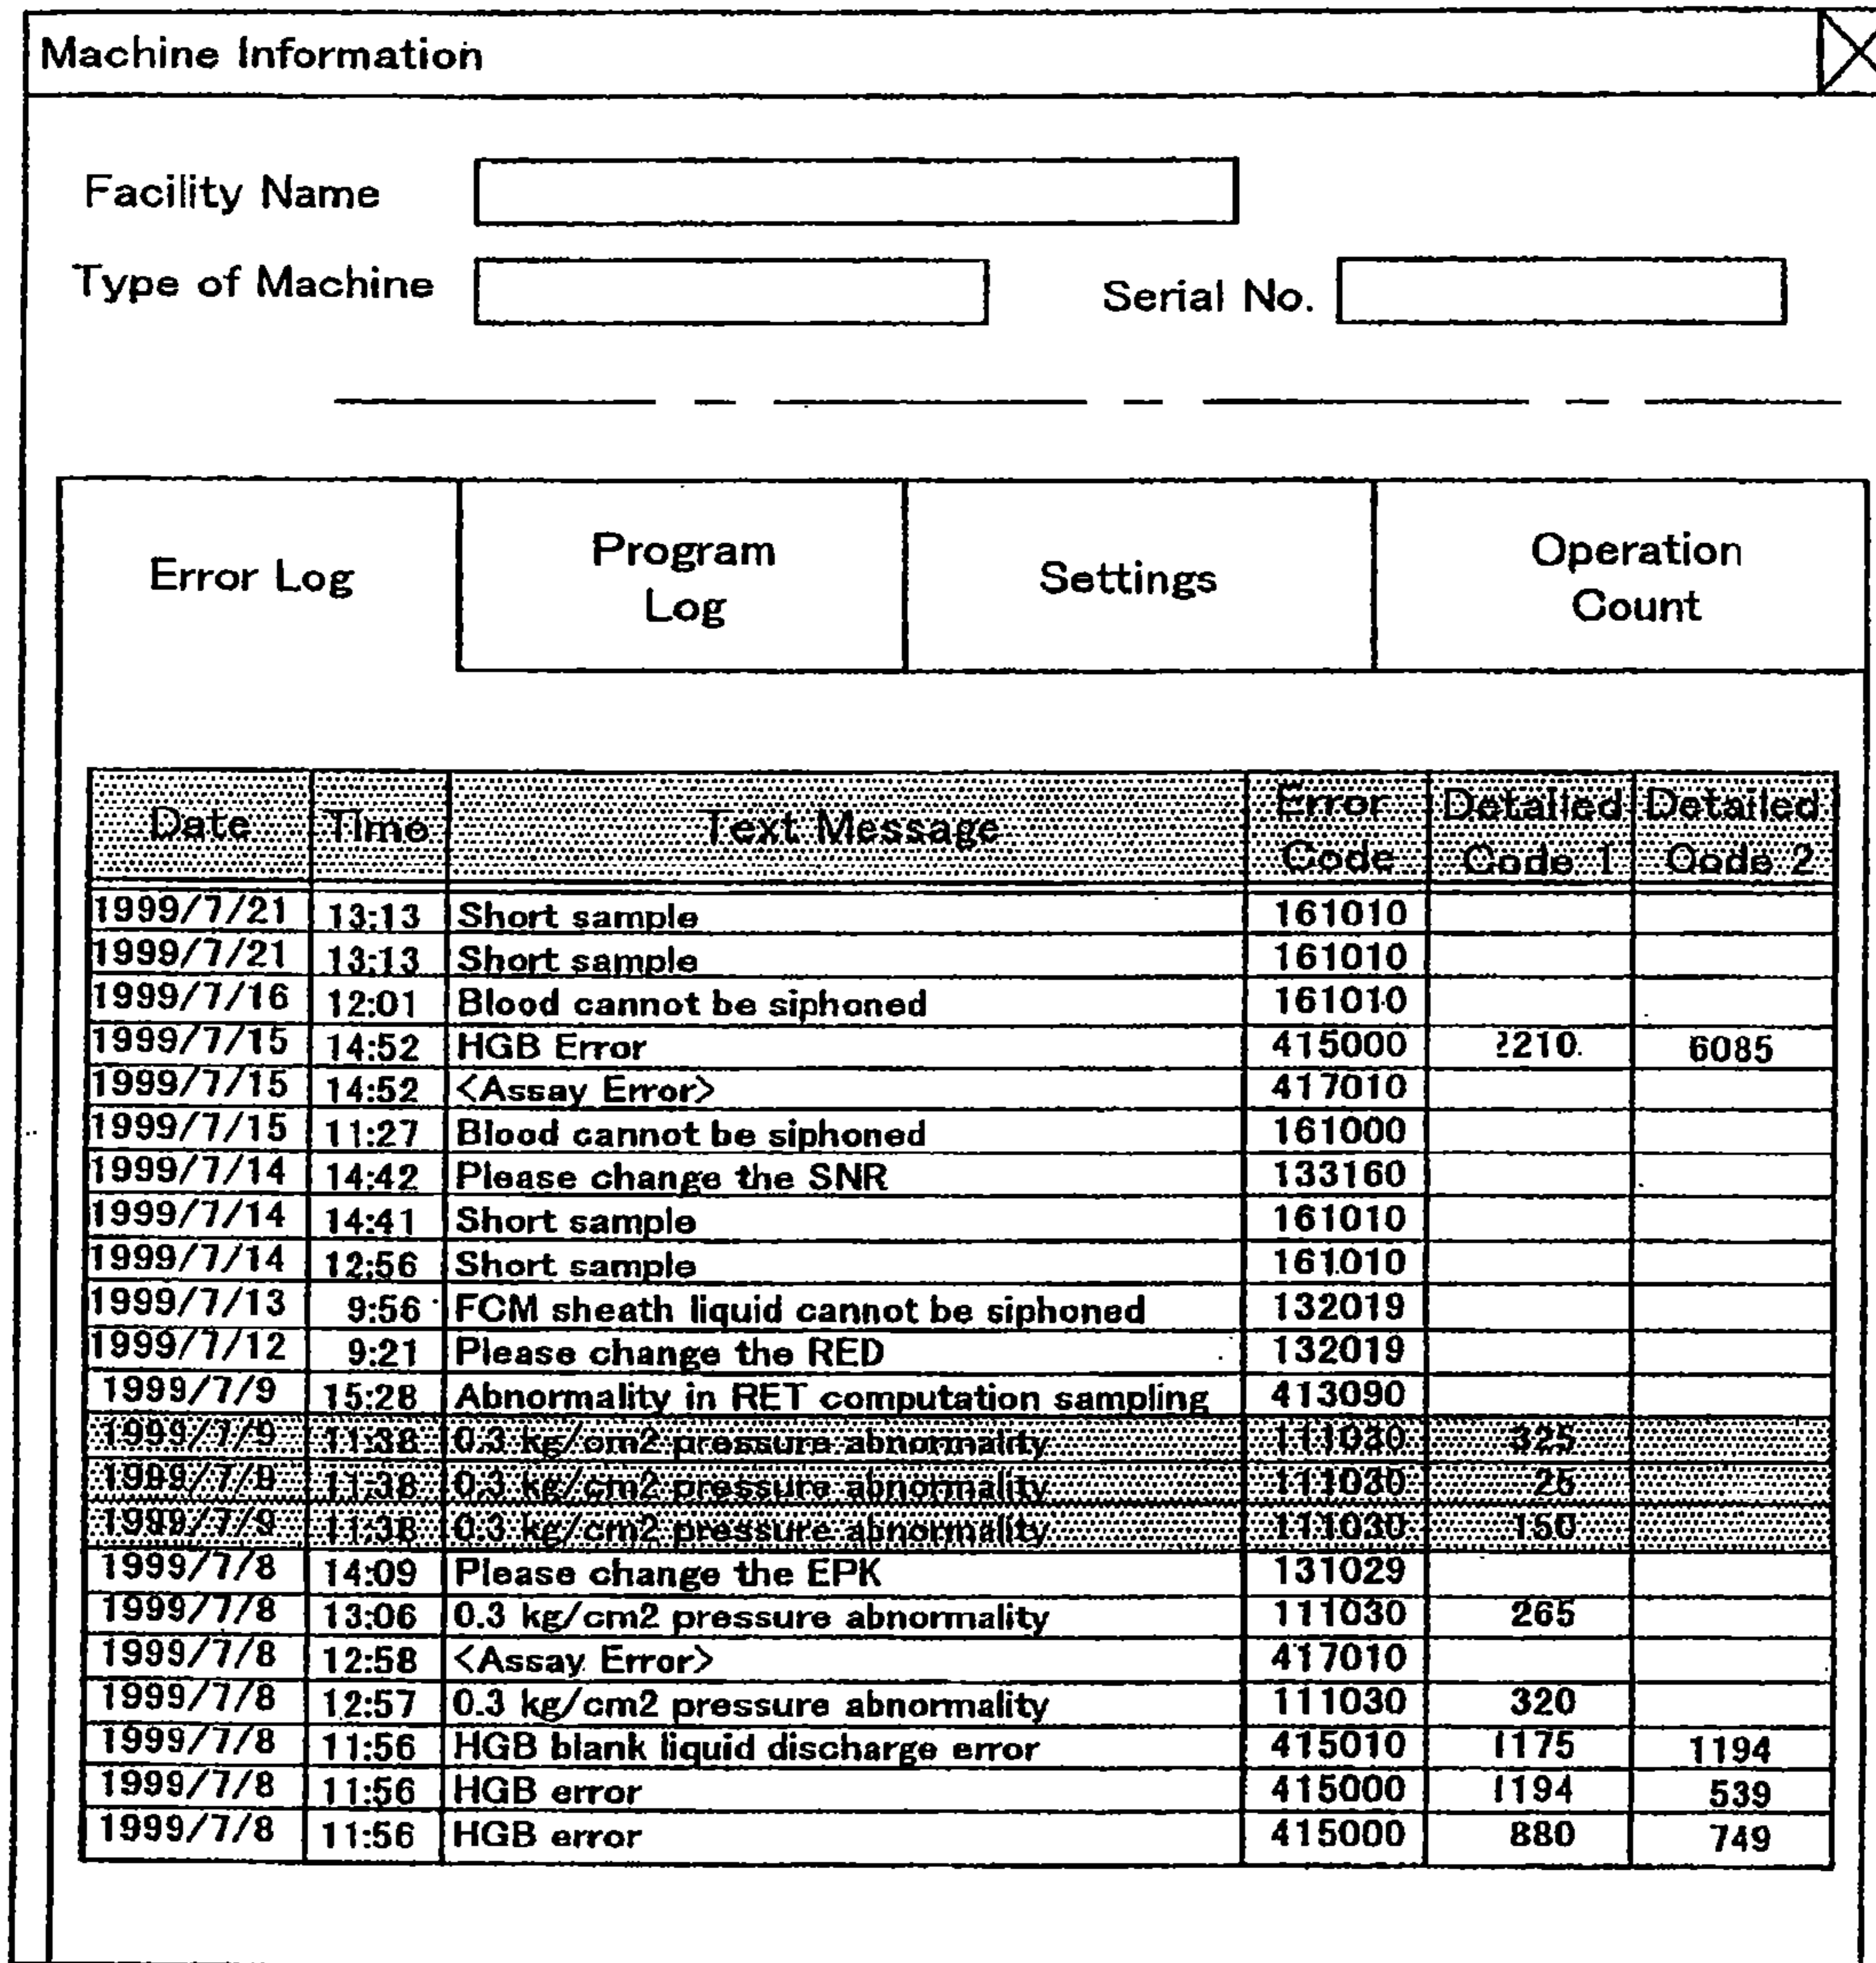 Machine Information
Facility Name
Type of Machine Serial No.
Error Log Program Log Settings Operation Count
Date Time Text Message Error Code Detailed Code 1 Detailed Code 2
1999/7/21 13:13 Short sample 161010
1999/7/21 13:13 Short sample 161010
1999/7/16 12:01 Blood cannot be siphoned 161010
1999/7/15 14:52 HGB Error 415000 2210 6085
1999/7/15 14:52 <Assay Error> 417010
1999/7/15 11:27 Blood cannot be siphoned 161000
1999/7/14 14:42 Please change the SNR 133160
1999/7/14 14:41 Short sample 161010
1999/7/14 12:56 Short sample 161010
1999/7/13 9:56 FCM sheath liquid cannot be siphoned 132019
1999/7/12 9:21 Please change the RED 132019
1999/7/9 15:28 Abnormality in RET computation sampling 413090
1999/7/9 11:38 0.3 kg/cm2 pressure abnormality 111030 325
1999/7/9 11:38 0.3 kg/cm2 pressure abnormality 111030 25
1999/7/9 11:38 0.3 kg/cm2 pressure abnormality 111030 150
1999/7/8 14:09 Please change the EPK 131029
1999/7/8 13:06 0.3 kg/cm2 pressure abnormality 111030 265
1999/7/8 12:58 <Assay Error> 417010
1999/7/8 12:57 0.3 kg/cm2 pressure abnormality 111030 320
1999/7/8 11:56 HGB blank liquid discharge error 415010 1175 1194
1999/7/8 11:56 HGB error 415000 1194 539
1999/7/8 11:56 HGB error 415000 880 749